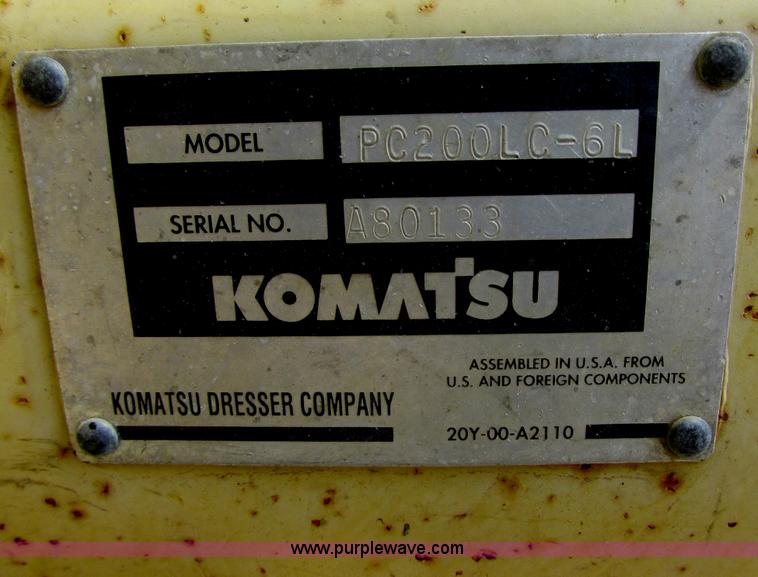 MODEL PC200LC-6L
SERIAL NO. A80133
KOMATSU
ASSEMBLED IN U.S.A. FROM
U.S. AND FOREIGN COMPONENTS
KOMATSU DRESSER COMPANY
20Y-00-A2110
www.purplewave.com